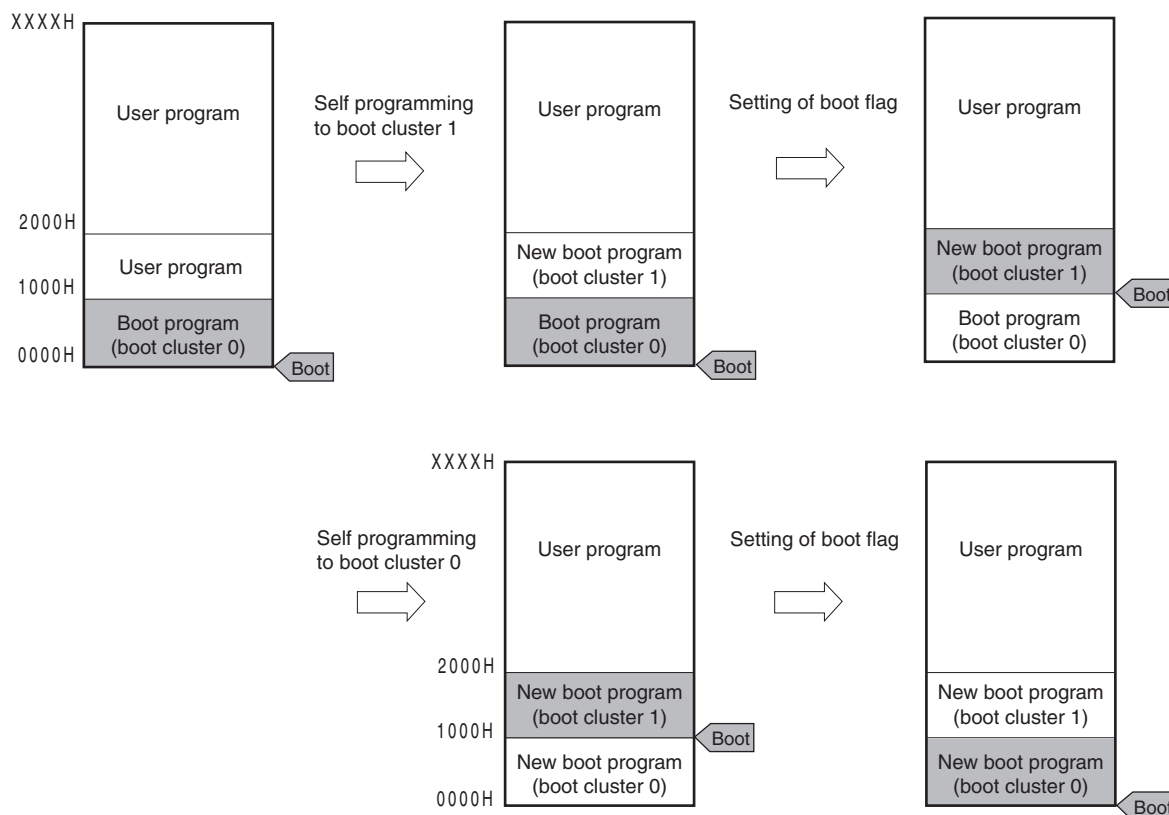 XXXXH
User program
2000H
User program
1000H
Boot program
(boot cluster 0)
0000H
Boot
Self programming
to boot cluster 1
User program
New boot program
(boot cluster 1)
Boot program
(boot cluster 0)
Boot
Setting of boot flag
User program
New boot program
(boot cluster 1)
Boot
Boot program
(boot cluster 0)
Self programming
to boot cluster 0
XXXXH
User program
2000H
New boot program
(boot cluster 1)
1000H
Boot
New boot program
(boot cluster 0)
0000H
Setting of boot flag
User program
New boot program
(boot cluster 1)
New boot program
(boot cluster 0)
Boot